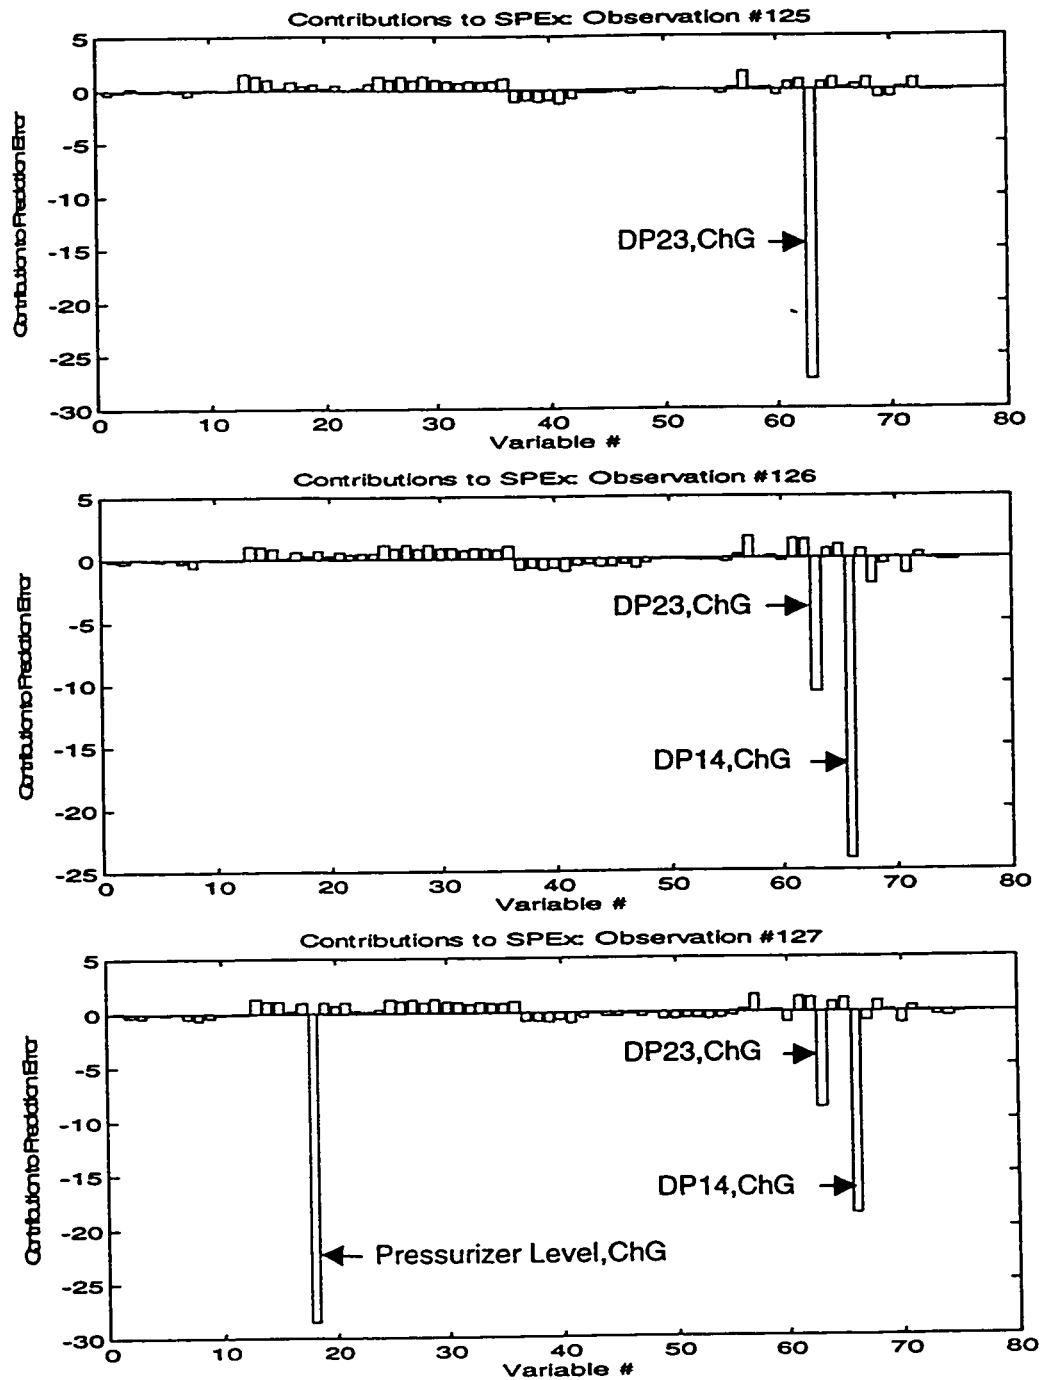 Contributions to SPEx: Observation #125
5
0
-5
-10
-15
-20
-25
-30
Contribution to Prediction Error
DP23,ChG
0 10 20 30 40 50 60 70 80
Variable #
Contributions to SPEx: Observation #126
5
0
-5
-10
-15
-20
-25
Contribution to Prediction Error
DP23,ChG
DP14,ChG
0 10 20 30 40 50 60 70 80
Variable #
Contributions to SPEx: Observation #127
5
0
-5
-10
-15
-20
-25
-30
Contribution to Prediction Error
DP23,ChG
DP14,ChG
Pressurizer Level,ChG
0 10 20 30 40 50 60 70 80
Variable #